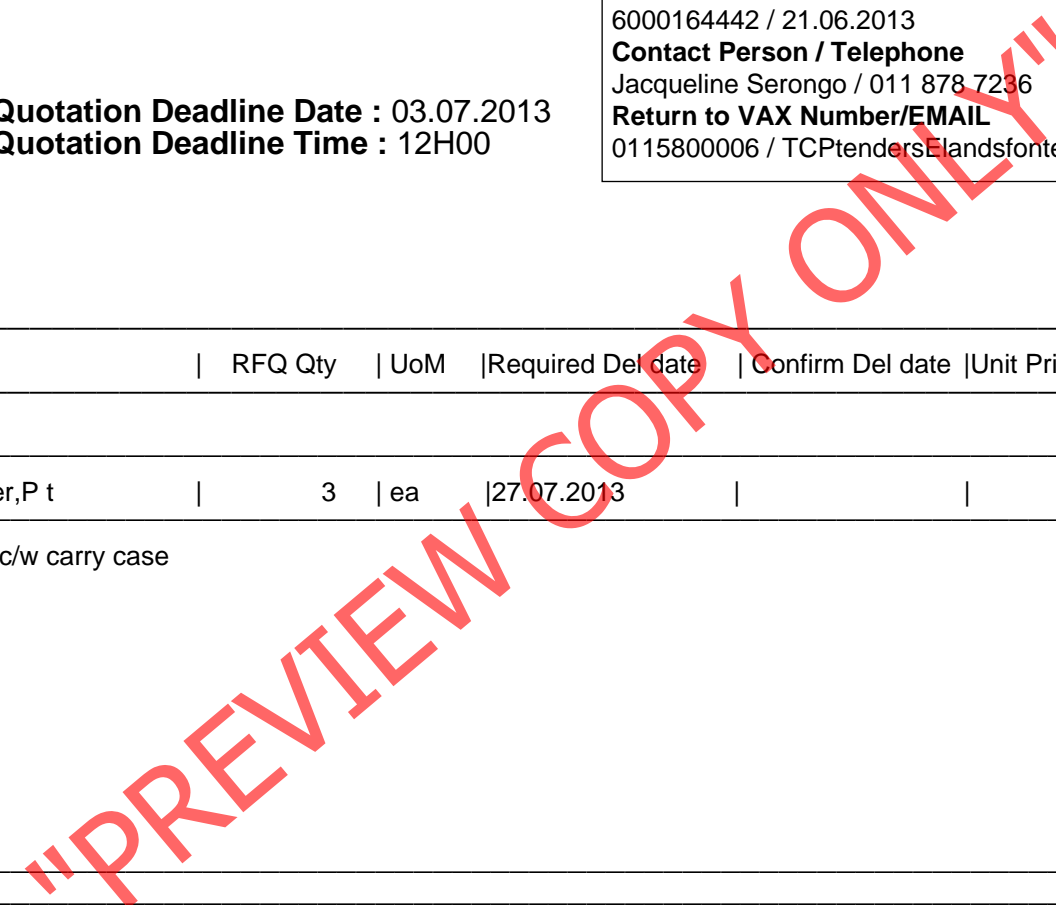 6000164442 / 21.06.2013
Contact Person / Telephone
Jacqueline Serongo / 011 878 7236
Return to VAX Number/EMAIL
0115800006 / TCPtendersElandsfonte
Quotation Deadline Date : 03.07.2013
Quotation Deadline Time : 12H00
| RFQ Qty | UoM |Required Del date | Confirm Del date |Unit Pri
er,P t | 3 | ea |27.07.2013 | |
c/w carry case
"PREVIEW COPY ONLY"